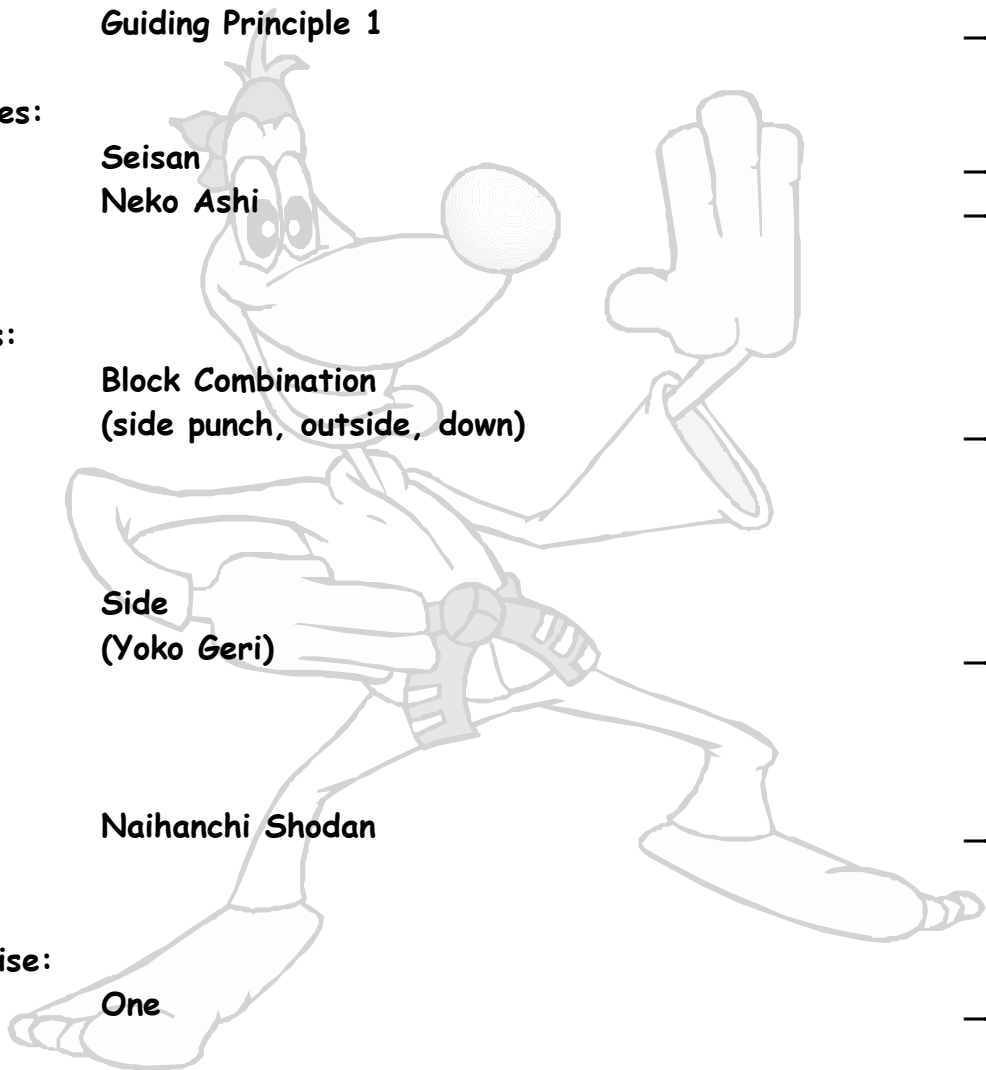 Guiding Principle 1
es:
Seisan
Neko Ashi
s:
Block Combination
(side punch, outside, down)
Side
(Yoko Geri)
Naihanchi Shodan
ise:
One